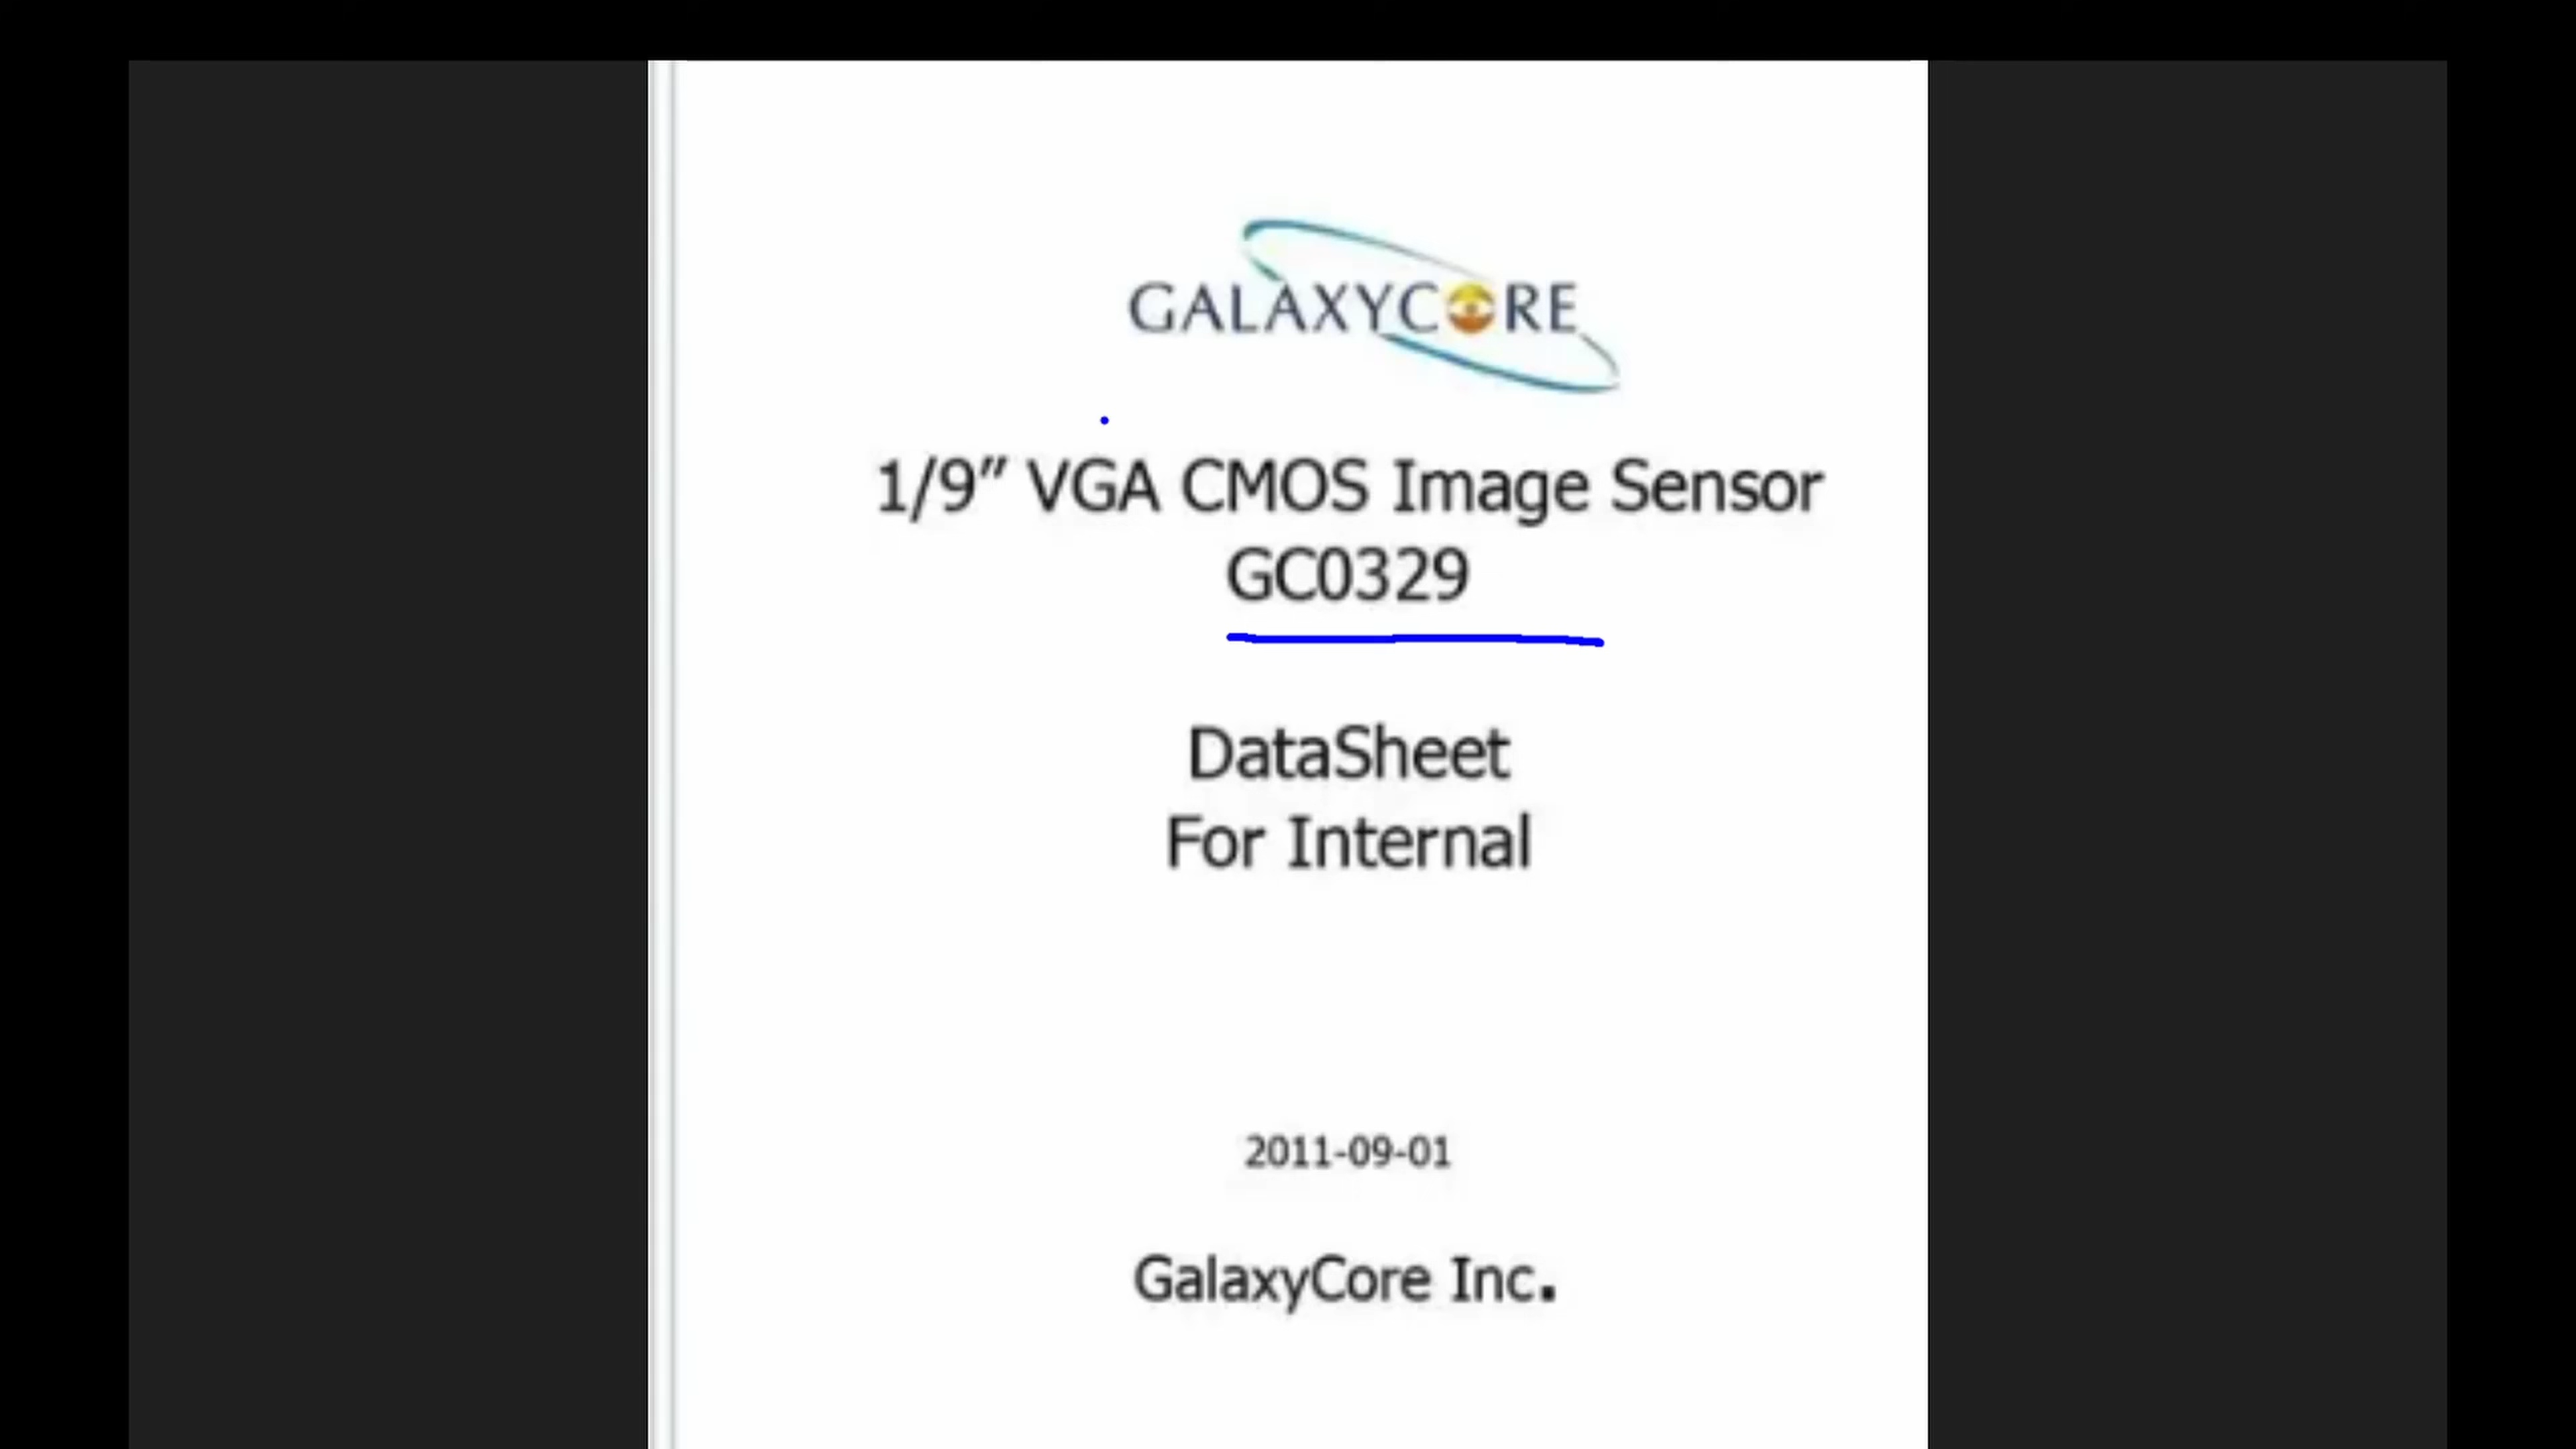 GALAXYCORE
1/9” VGA CMOS Image Sensor
GC0329
DataSheet
For Internal
2011-09-01
GalaxyCore Inc.